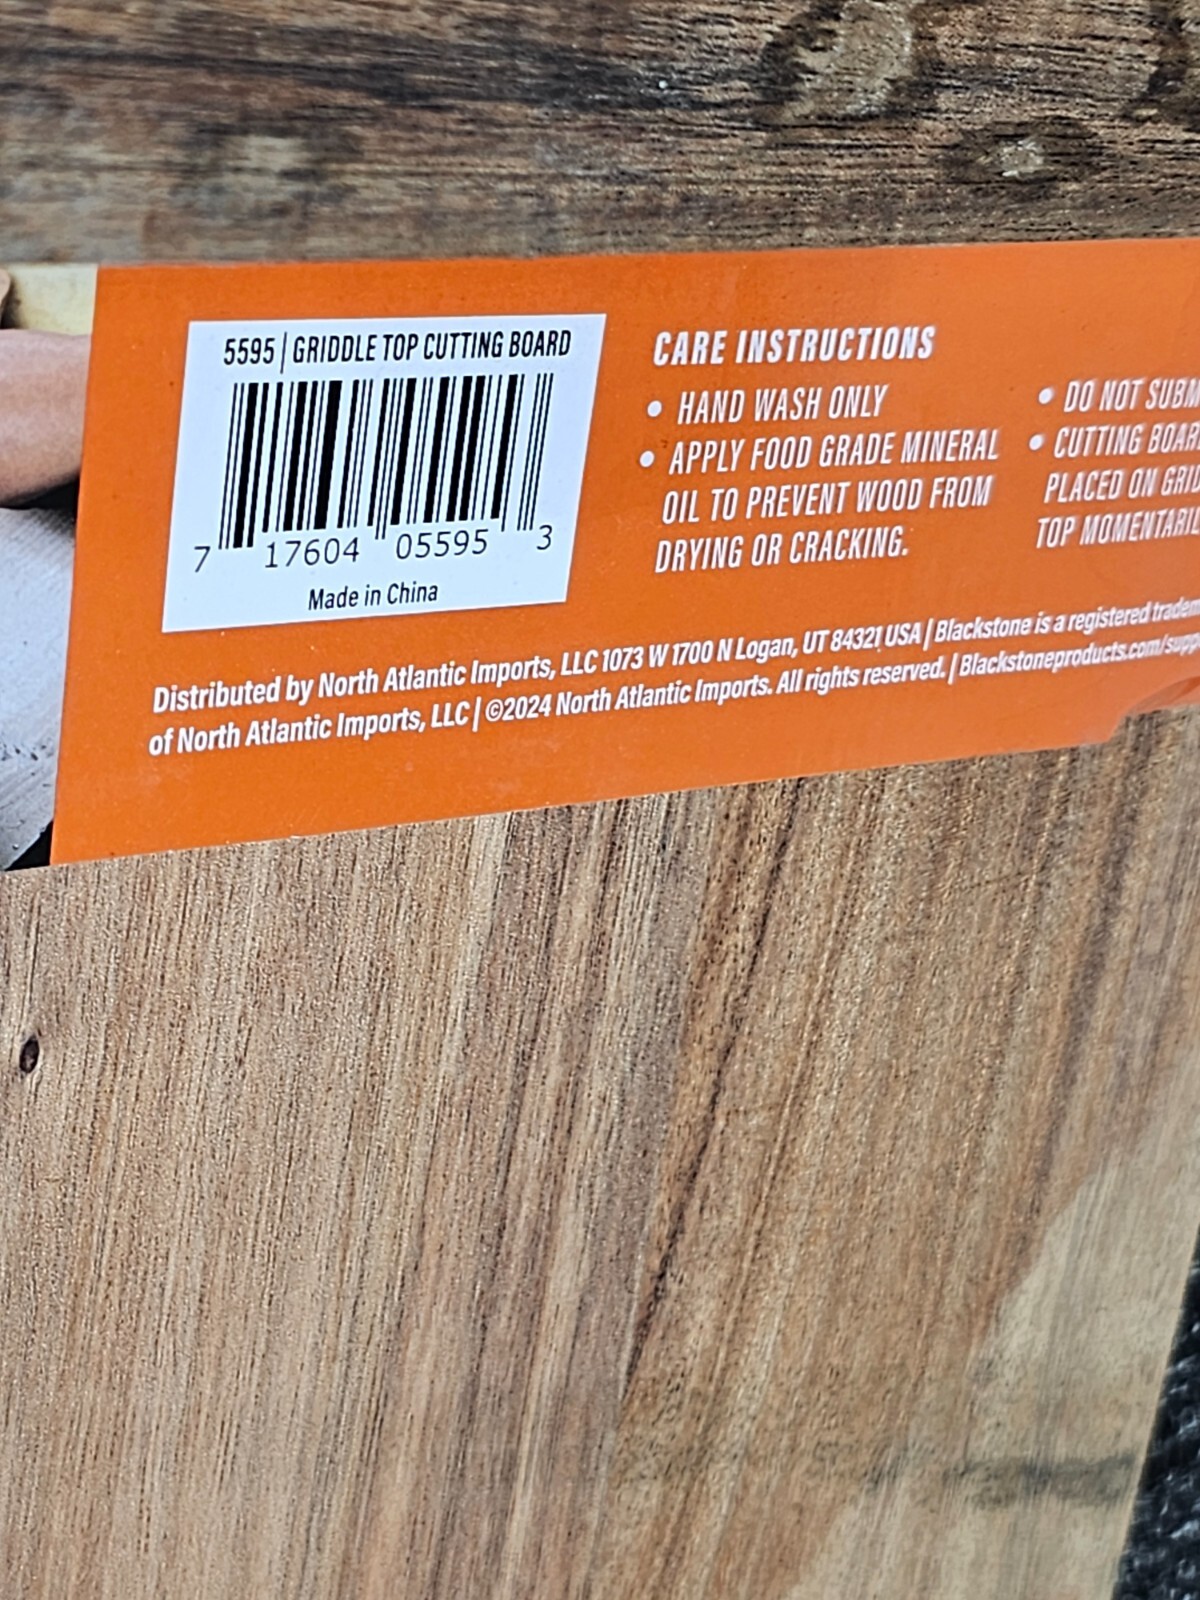 5595 | GRIDDLE TOP CUTTING BOARD
7 17604 05595 3
Made in China
CARE INSTRUCTIONS
• HAND WASH ONLY
• APPLY FOOD GRADE MINERAL
OIL TO PREVENT WOOD FROM
DRYING OR CRACKING.
• DO NOT
• CUTTING
PLACED ON
TOP
Distributed by North Atlantic Imports, LLC 1073 W 1700 N Logan, UT 84321 USA | Blackstone is a registered
of North Atlantic Imports, LLC | ©2024 North Atlantic Imports. All rights reserved. | Blackstoneproducts.com/